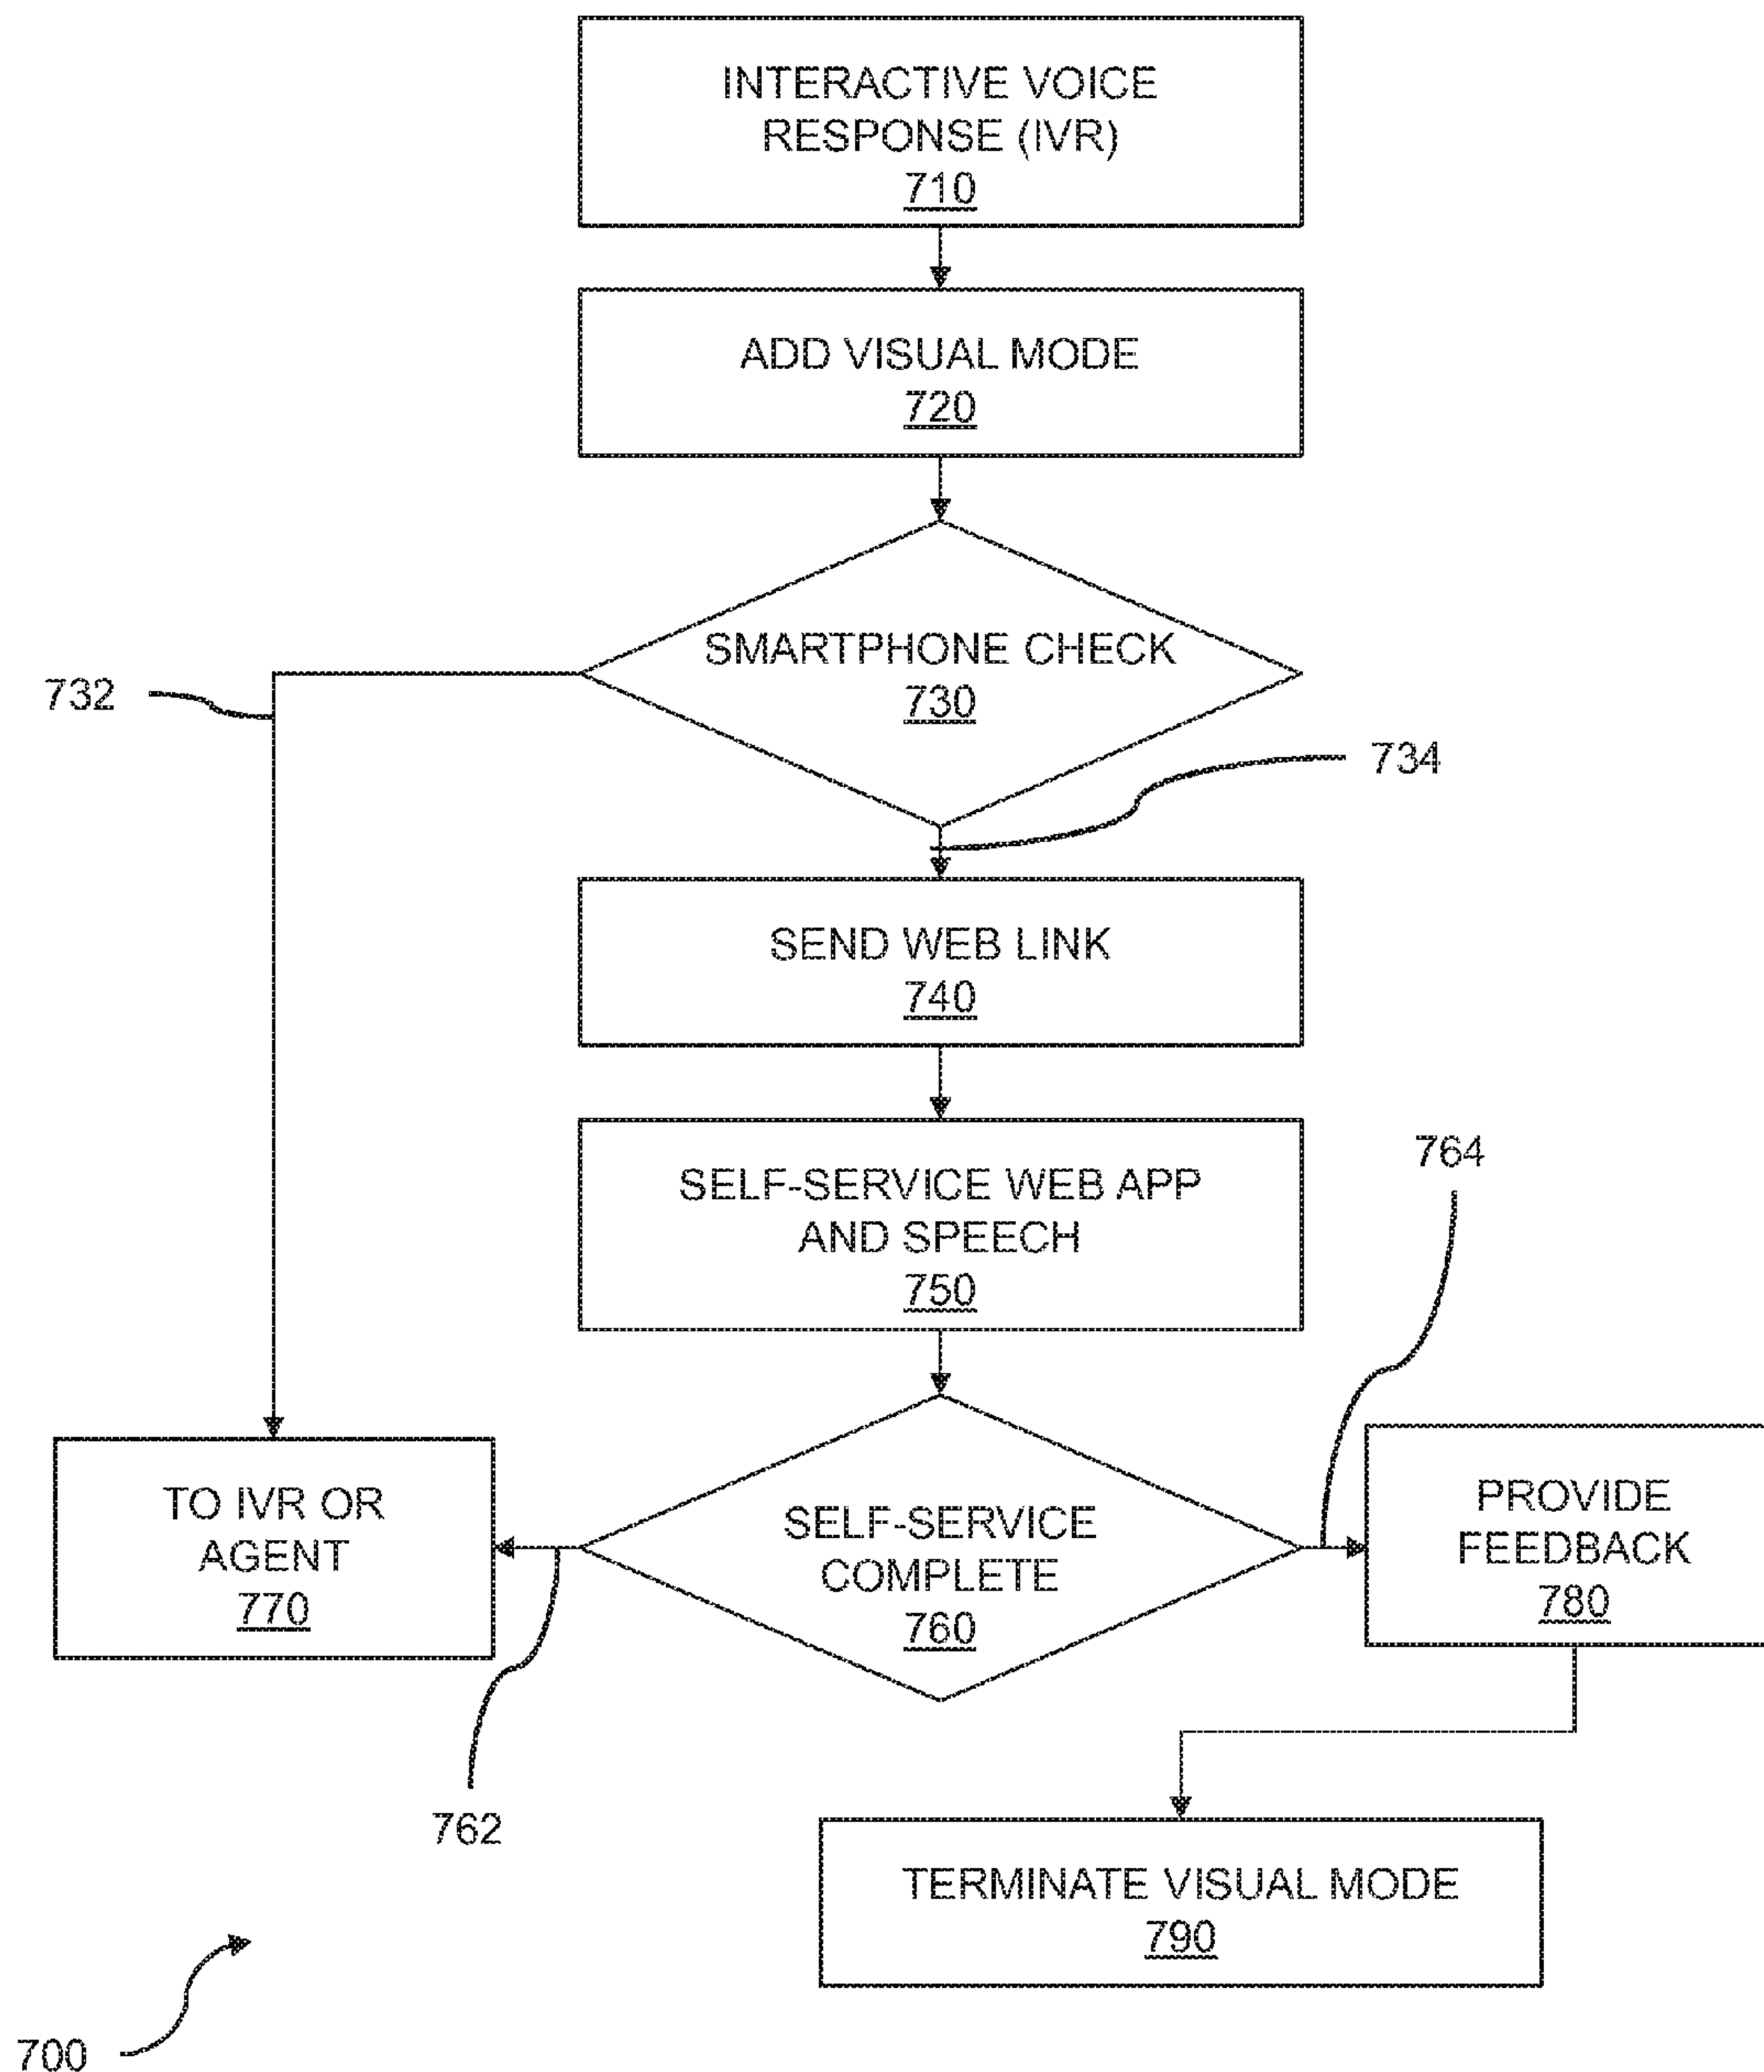 INTERACTIVE VOICE
RESPONSE (IVR)
710
ADD VISUAL MODE
720
SMARTPHONE CHECK
730
732
734
SEND WEB LINK
740
SELF-SERVICE WEB APP
AND SPEECH
750
764
TO IVR OR
AGENT
770
SELF-SERVICE
COMPLETE
760
PROVIDE
FEEDBACK
780
762
TERMINATE VISUAL MODE
790
700